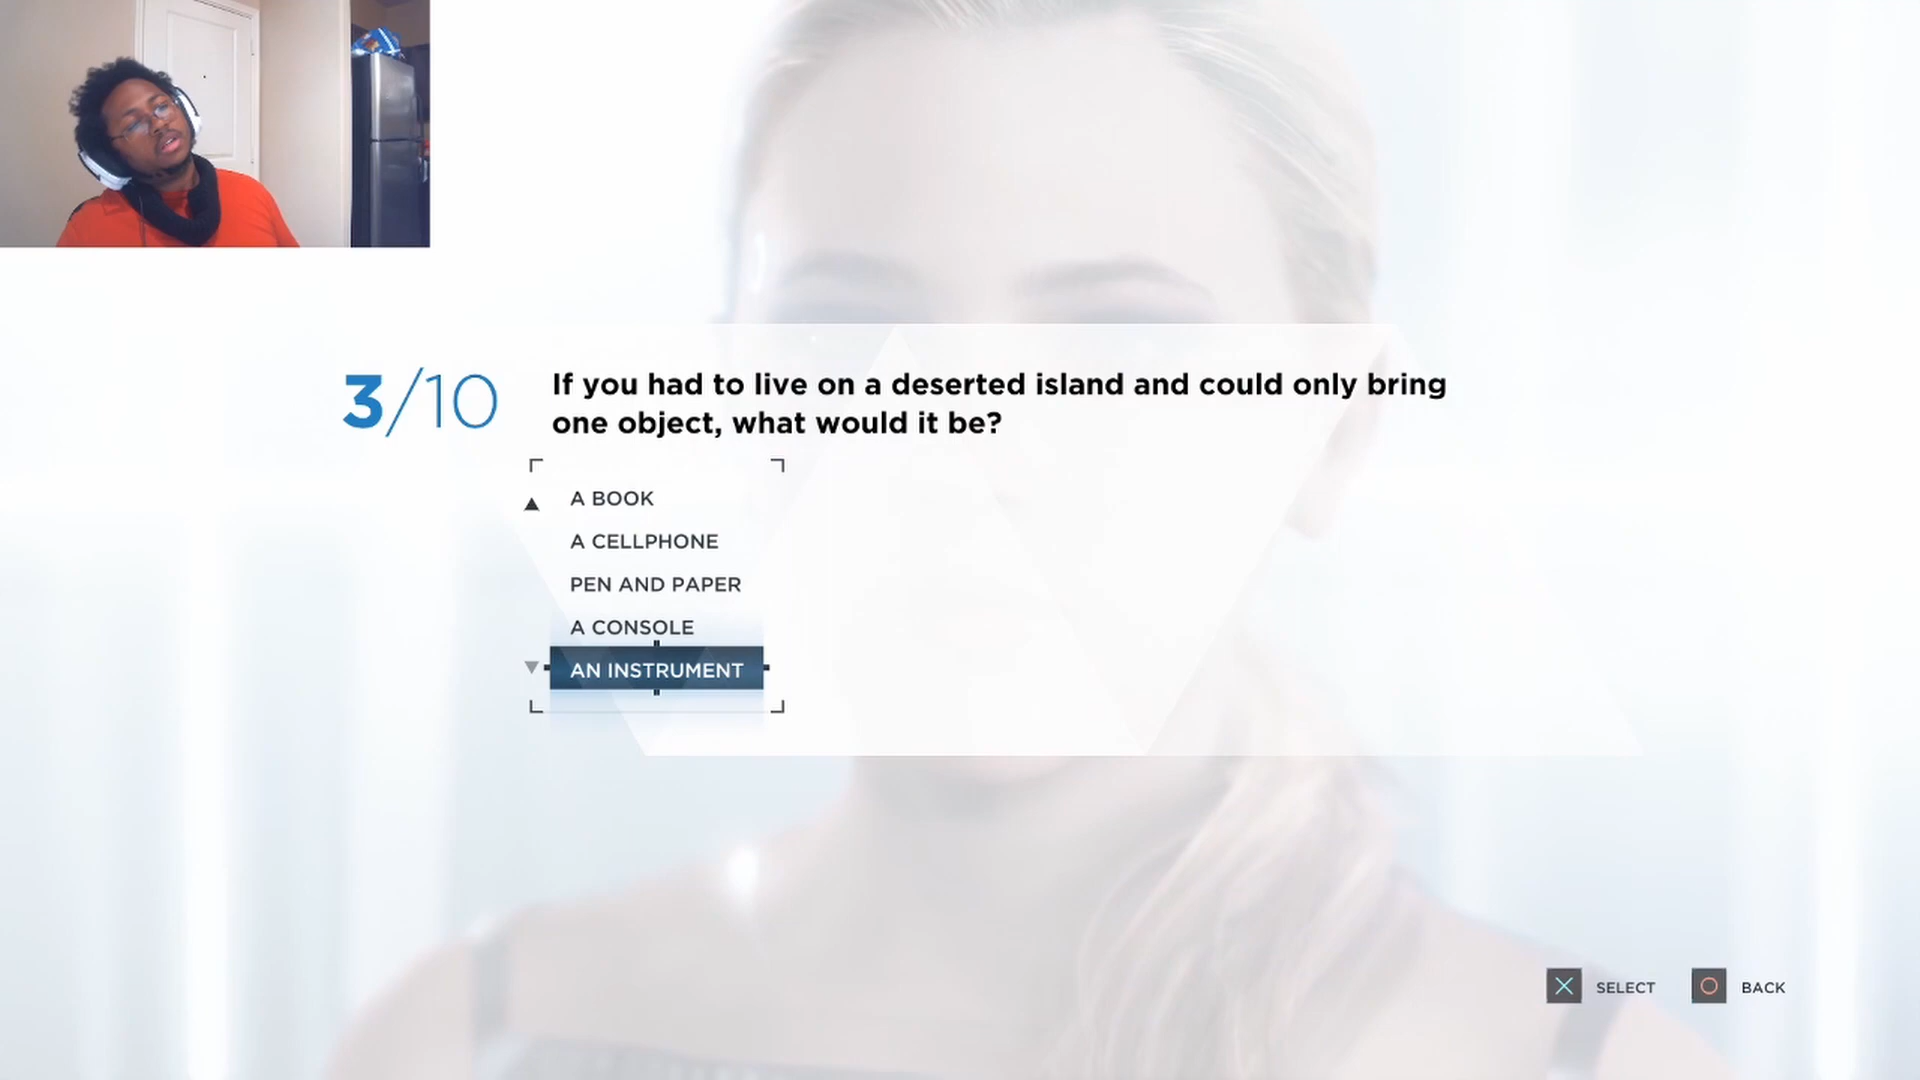 3/10
If you had to live on a deserted island and could only bring
one object, what would it be?
A BOOK
A CELLPHONE
PEN AND PAPER
A CONSOLE
AN INSTRUMENT
SELECT
BACK